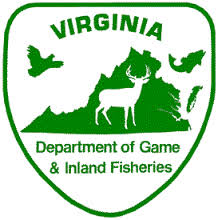 VIRGINIA
Department of Game
& Inland Fisheries